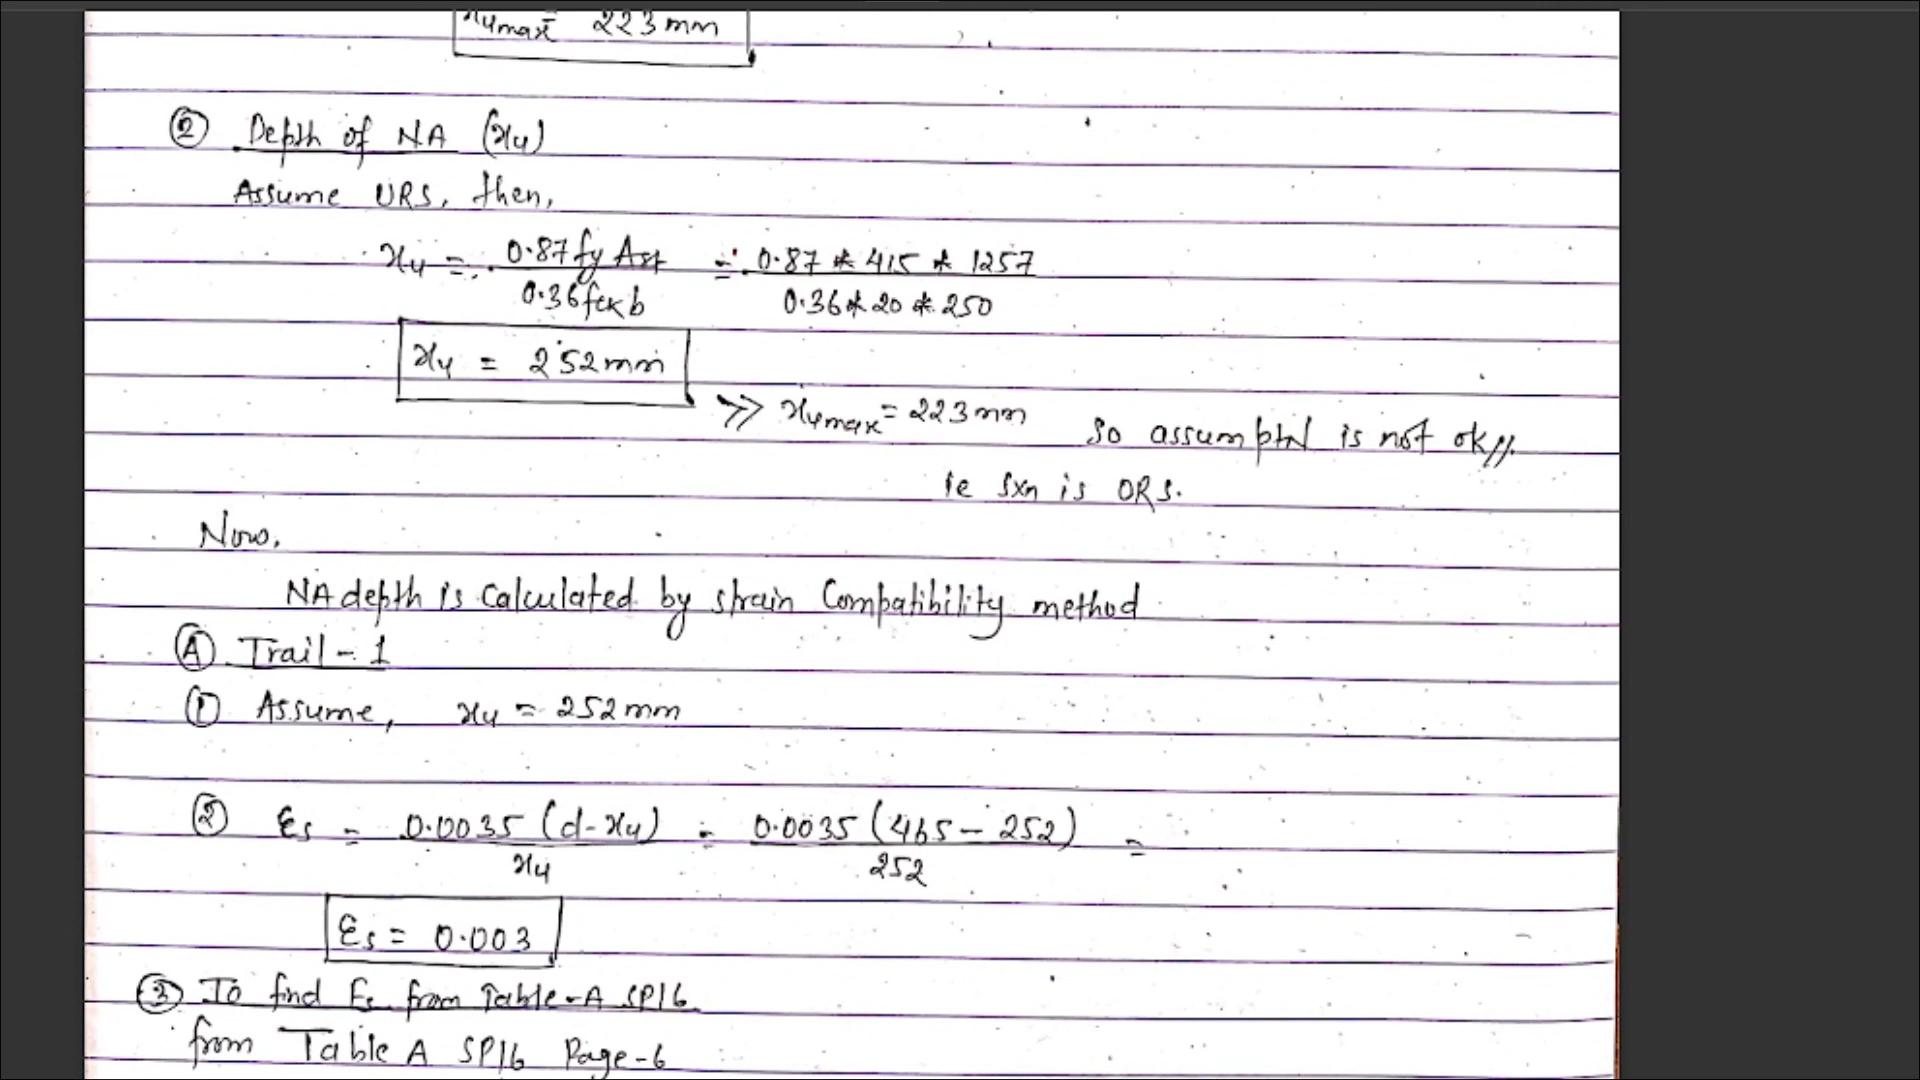 xumax = 223 mm
② Depth of NA (xu)
Assume URS, then,
xu = 0.87 fy Ast / 0.36 fck b = 0.87 * 415 * 1257 / 0.36 * 20 * 250
xu = 252 mm
>> xumax = 223 mm So assumptn is not ok//.
ie sxn is ORS.
Now,
NA depth is calculated by strain Compatibility method
Ⓐ Trail - 1
① Assume, xu = 252 mm
② Es = 0.0035 (d - xu) / xu = 0.0035 (465 - 252) / 252 =
Es = 0.003
③ To find Fs from Table-A SP16
from Table A SP16 Page-6